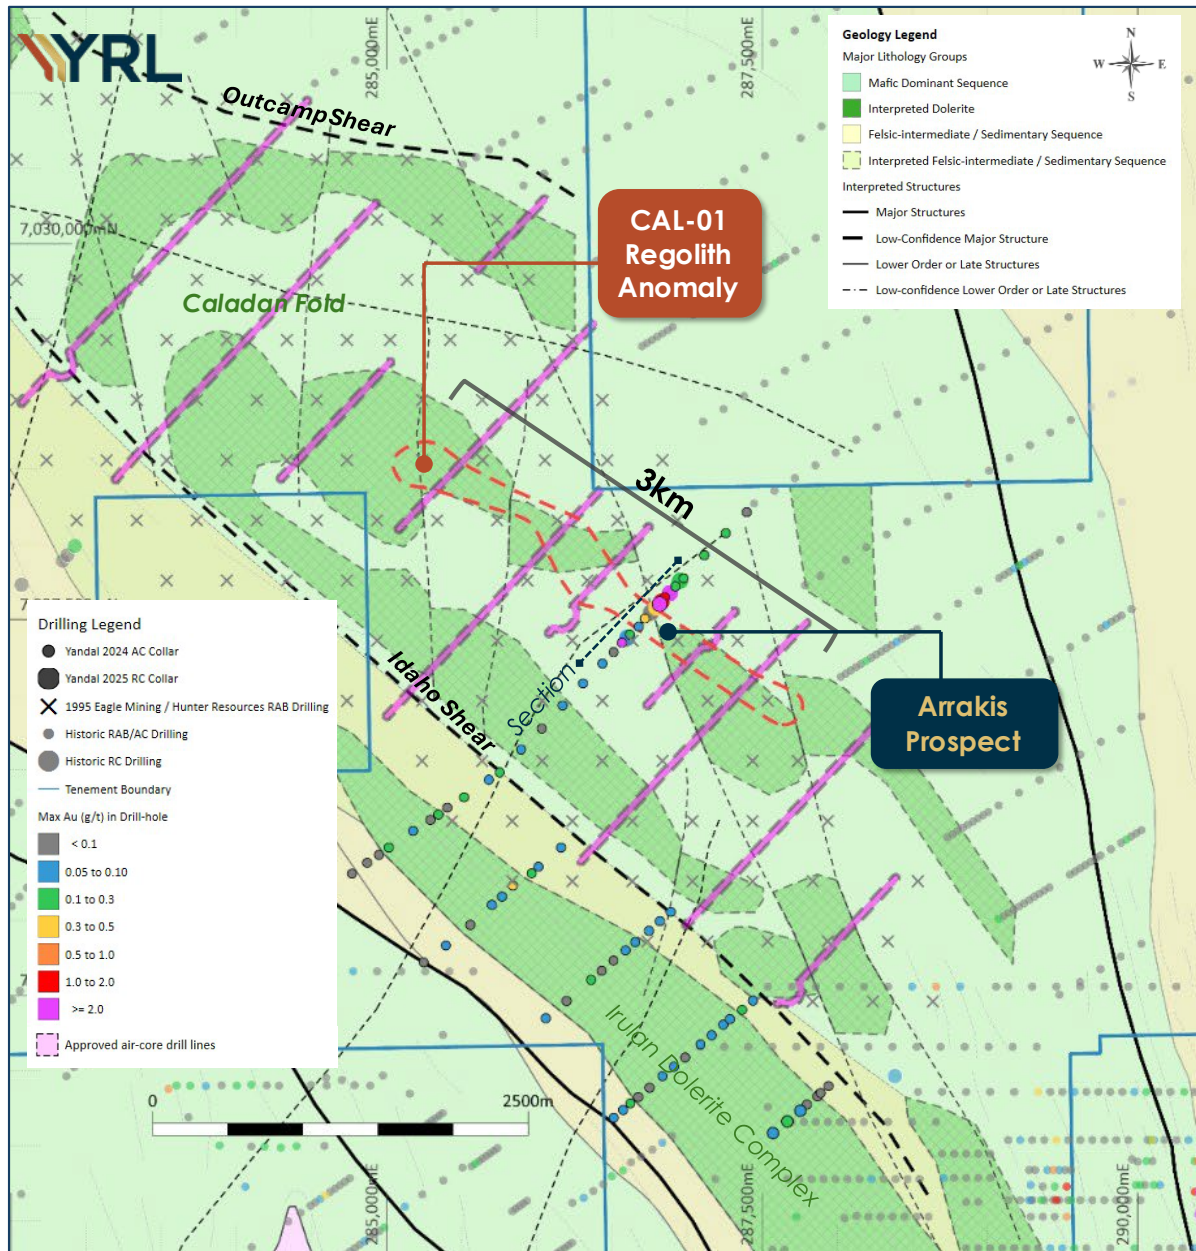 YRL
285,000mE
287,500mE
Outcamp Shear
7,030,000mN
Caladan Fold
CAL-01
Regolith
Anomaly
Geology Legend
Major Lithology Groups
Mafic Dominant Sequence
Interpreted Dolerite
Felsic-intermediate / Sedimentary Sequence
Interpreted Felsic-intermediate / Sedimentary Sequence
Interpreted Structures
Major Structures
Low-Confidence Major Structure
Lower Order or Late Structures
Low-confidence Lower Order or Late Structures
N
W
E
S
3km
Section
Idaho Shear
Arrakis
Prospect
Drilling Legend
Yandal 2024 AC Collar
Yandal 2025 RC Collar
1995 Eagle Mining / Hunter Resources RAB Drilling
Historic RAB/AC Drilling
Historic RC Drilling
Tenement Boundary
Max Au (g/t) in Drill-hole
< 0.1
0.05 to 0.10
0.1 to 0.3
0.3 to 0.5
0.5 to 1.0
1.0 to 2.0
>= 2.0
Approved air-core drill lines
Irulan Dolerite Complex
0
2500m
285,000mE
287,500mE
290,000mE